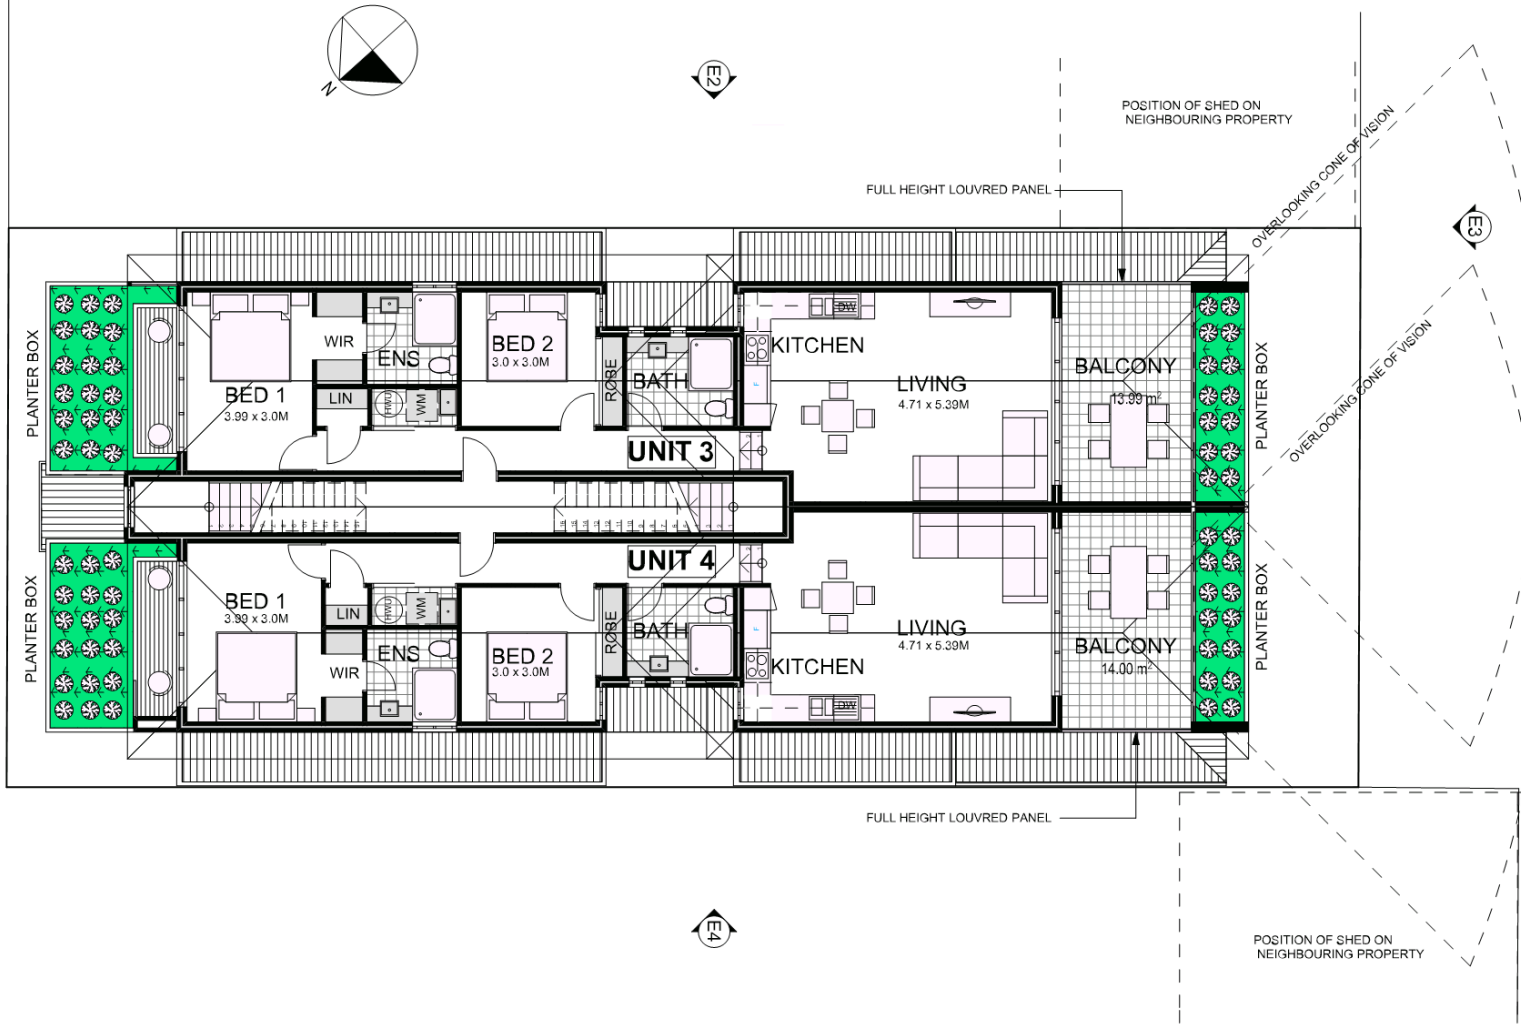 N
E2
POSITION OF SHED ON
NEIGHBOURING PROPERTY
OVERLOOKING CONE OF VISION
FULL HEIGHT LOUVRED PANEL
E3
PLANTER BOX
WIR
ENS
BED 2
3.0 x 3.0M
ROBE
BATH
DW
KITCHEN
F
LIVING
4.71 x 5.39M
BALCONY
13.99 m²
PLANTER BOX
OVERLOOKING CONE OF VISION
BED 1
3.99 x 3.0M
LIN
HWU
WM
UNIT 3
UNIT 4
PLANTER BOX
BED 1
3.99 x 3.0M
LIN
HWU
WM
WIR
ENS
BED 2
3.0 x 3.0M
ROBE
BATH
F
KITCHEN
DW
LIVING
4.71 x 5.39M
BALCONY
14.00 m²
PLANTER BOX
FULL HEIGHT LOUVRED PANEL
E4
POSITION OF SHED ON
NEIGHBOURING PROPERTY